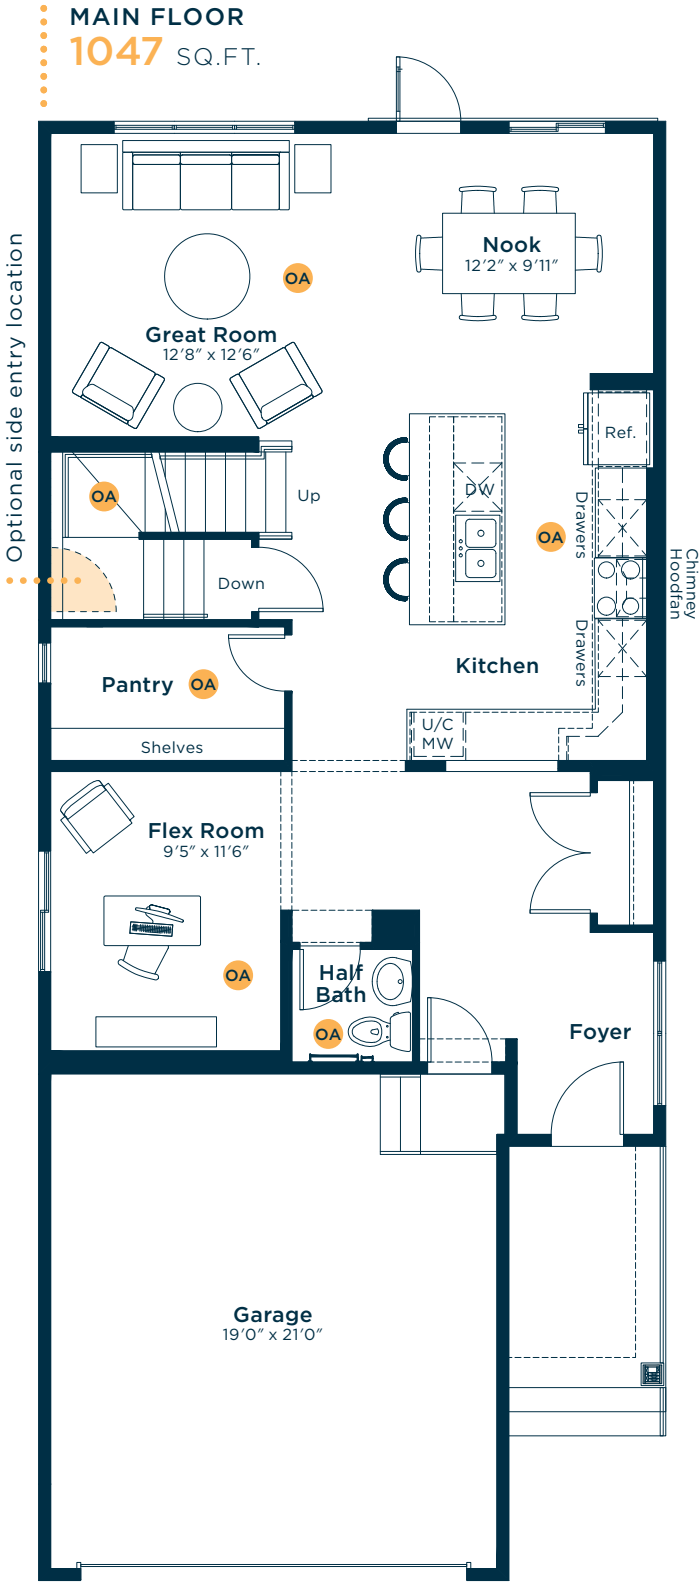 MAIN FLOOR
1047 SQ.FT.
Optional side entry location
Nook
12'2" x 9'11"
OA
Great Room
12'8" x 12'6"
Ref.
OA
Up
DW
Drawers
OA
Down
Chimney
Hoodfan
Drawers
Kitchen
Pantry OA
U/C
MW
Shelves
Flex Room
9'5" x 11'6"
OA
Half
Bath
OA
Foyer
Garage
19'0" x 21'0"